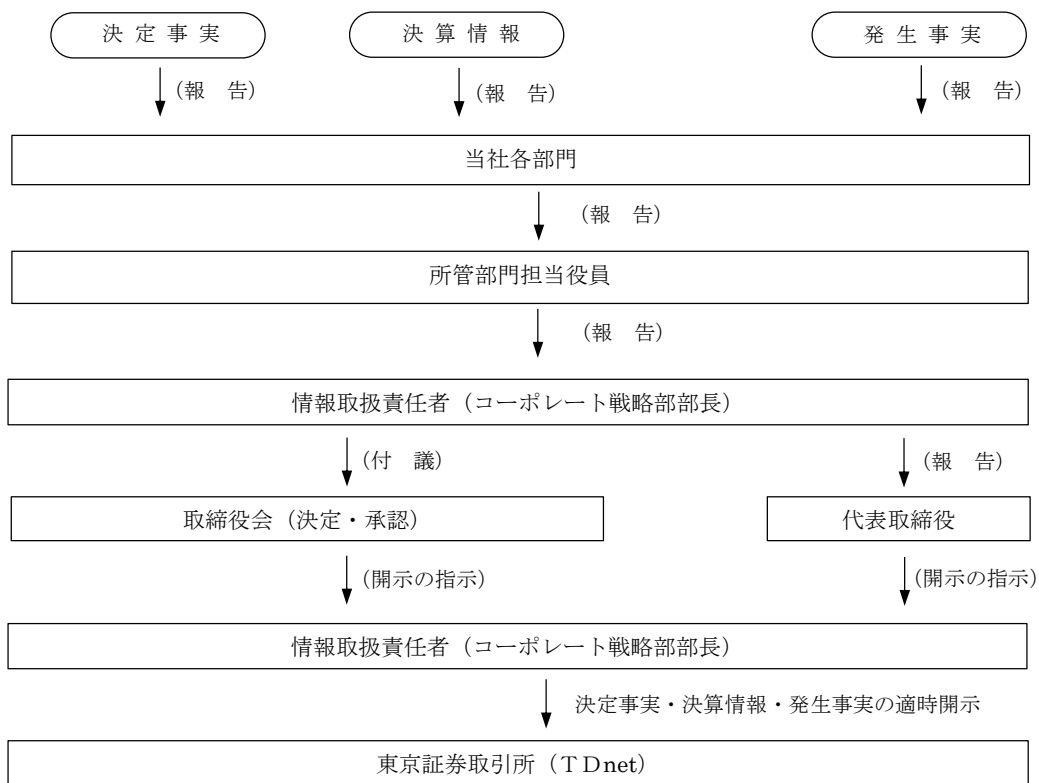 決 定 事 実　決 算 情 報　発 生 事 実
（報　告）　（報　告）　（報　告）
当社各部門
（報　告）
所管部門担当役員
（報　告）
情報取扱責任者（コーポレート戦略部部長）
（付　議）　（報　告）
取締役会（決定・承認）　代表取締役
（開示の指示）　（開示の指示）
情報取扱責任者（コーポレート戦略部部長）
決定事実・決算情報・発生事実の適時開示
東京証券取引所（ＴＤnet）